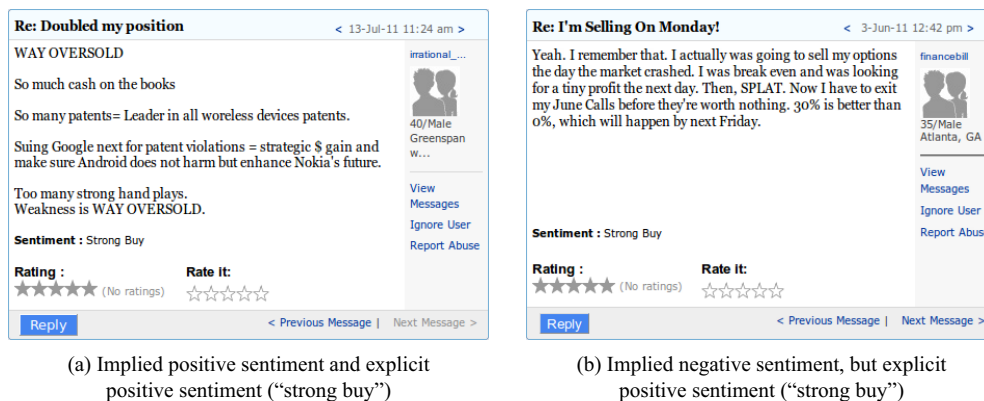 Re: Doubled my position
< 13-Jul-11 11:24 am >
WAY OVERSOLD
So much cash on the books
So many patents= Leader in all woreless devices patents.
Suing Google next for patent violations = strategic $ gain and
make sure Android does not harm but enhance Nokia's future.
Too many strong hand plays.
Weakness is WAY OVERSOLD.
Sentiment : Strong Buy
Rating :
(No ratings)
Rate it:
irrational_...
40/Male
Greenspan
w...
View
Messages
Ignore User
Report Abuse
Reply
< Previous Message | Next Message >
(a) Implied positive sentiment and explicit
positive sentiment (“strong buy”)
Re: I'm Selling On Monday!
< 3-Jun-11 12:42 pm >
Yeah. I remember that. I actually was going to sell my options
the day the market crashed. I was break even and was looking
for a tiny profit the next day. Then, SPLAT. Now I have to exit
my June Calls before they're worth nothing. 30% is better than
0%, which will happen by next Friday.
Sentiment : Strong Buy
Rating :
(No ratings)
Rate it:
financebill
35/Male
Atlanta, GA
View
Messages
Ignore User
Report Abus
Reply
< Previous Message | Next Message >
(b) Implied negative sentiment, but explicit
positive sentiment (“strong buy”)